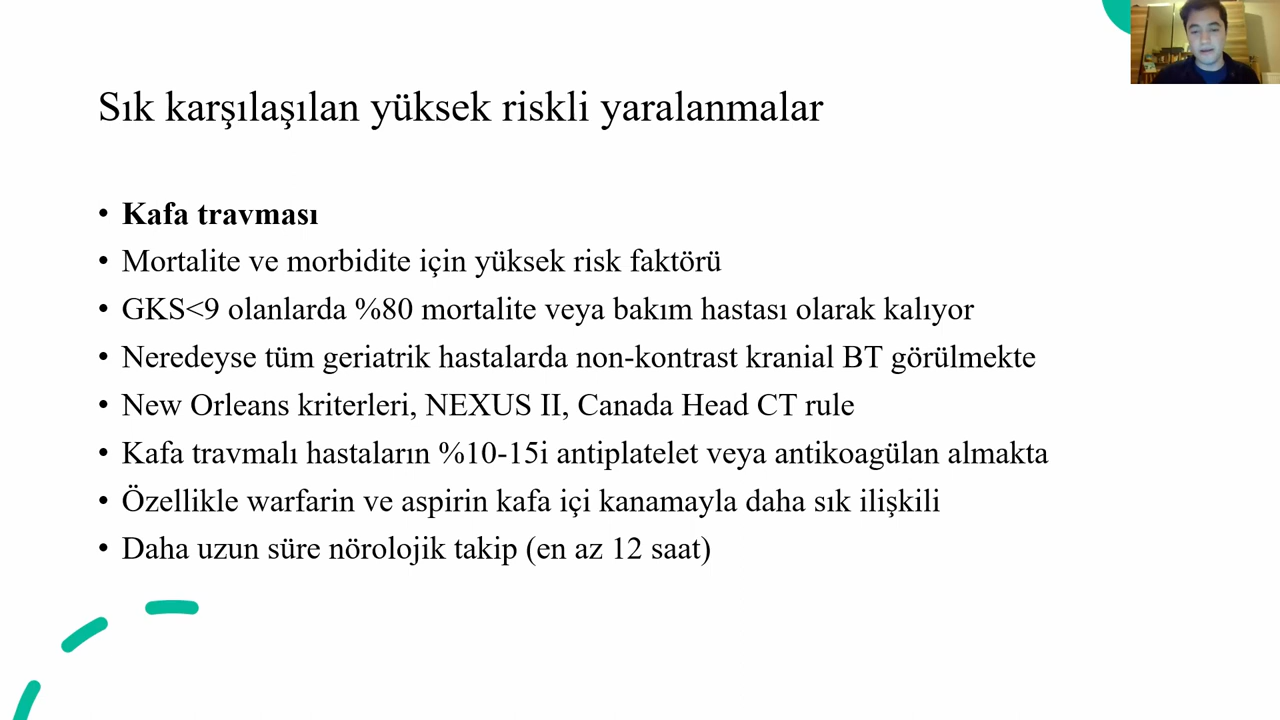 Sık karşılaşılan yüksek riskli yaralanmalar
• Kafa travması
• Mortalite ve morbidite için yüksek risk faktörü
• GKS<9 olanlarda %80 mortalite veya bakım hastası olarak kalıyor
• Neredeyse tüm geriatrik hastalarda non-kontrast kranial BT görülmekte
• New Orleans kriterleri, NEXUS II, Canada Head CT rule
• Kafa travmalı hastaların %10-15i antiplatelet veya antikoagülan almakta
• Özellikle warfarin ve aspirin kafa içi kanamayla daha sık ilişkili
• Daha uzun süre nörolojik takip (en az 12 saat)